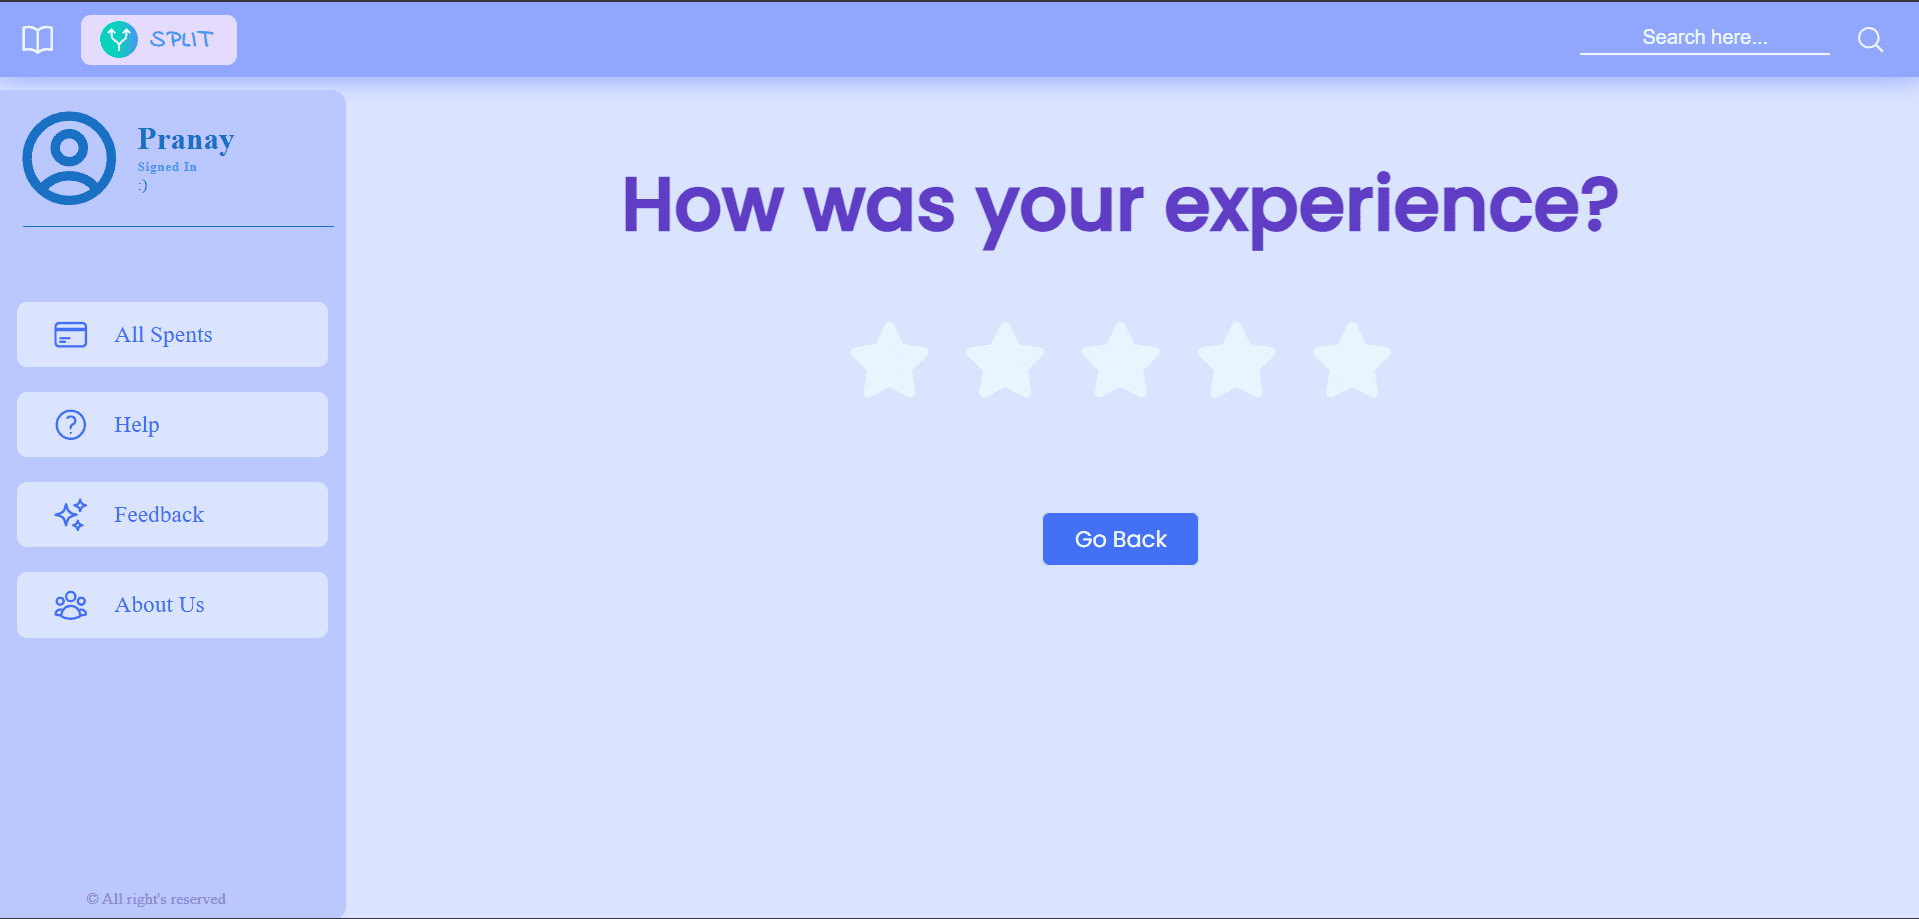 SPLIT
Search here...
Pranay
Signed In
:)
How was your experience?
All Spents
Help
Feedback
About Us
Go Back
© All right's reserved